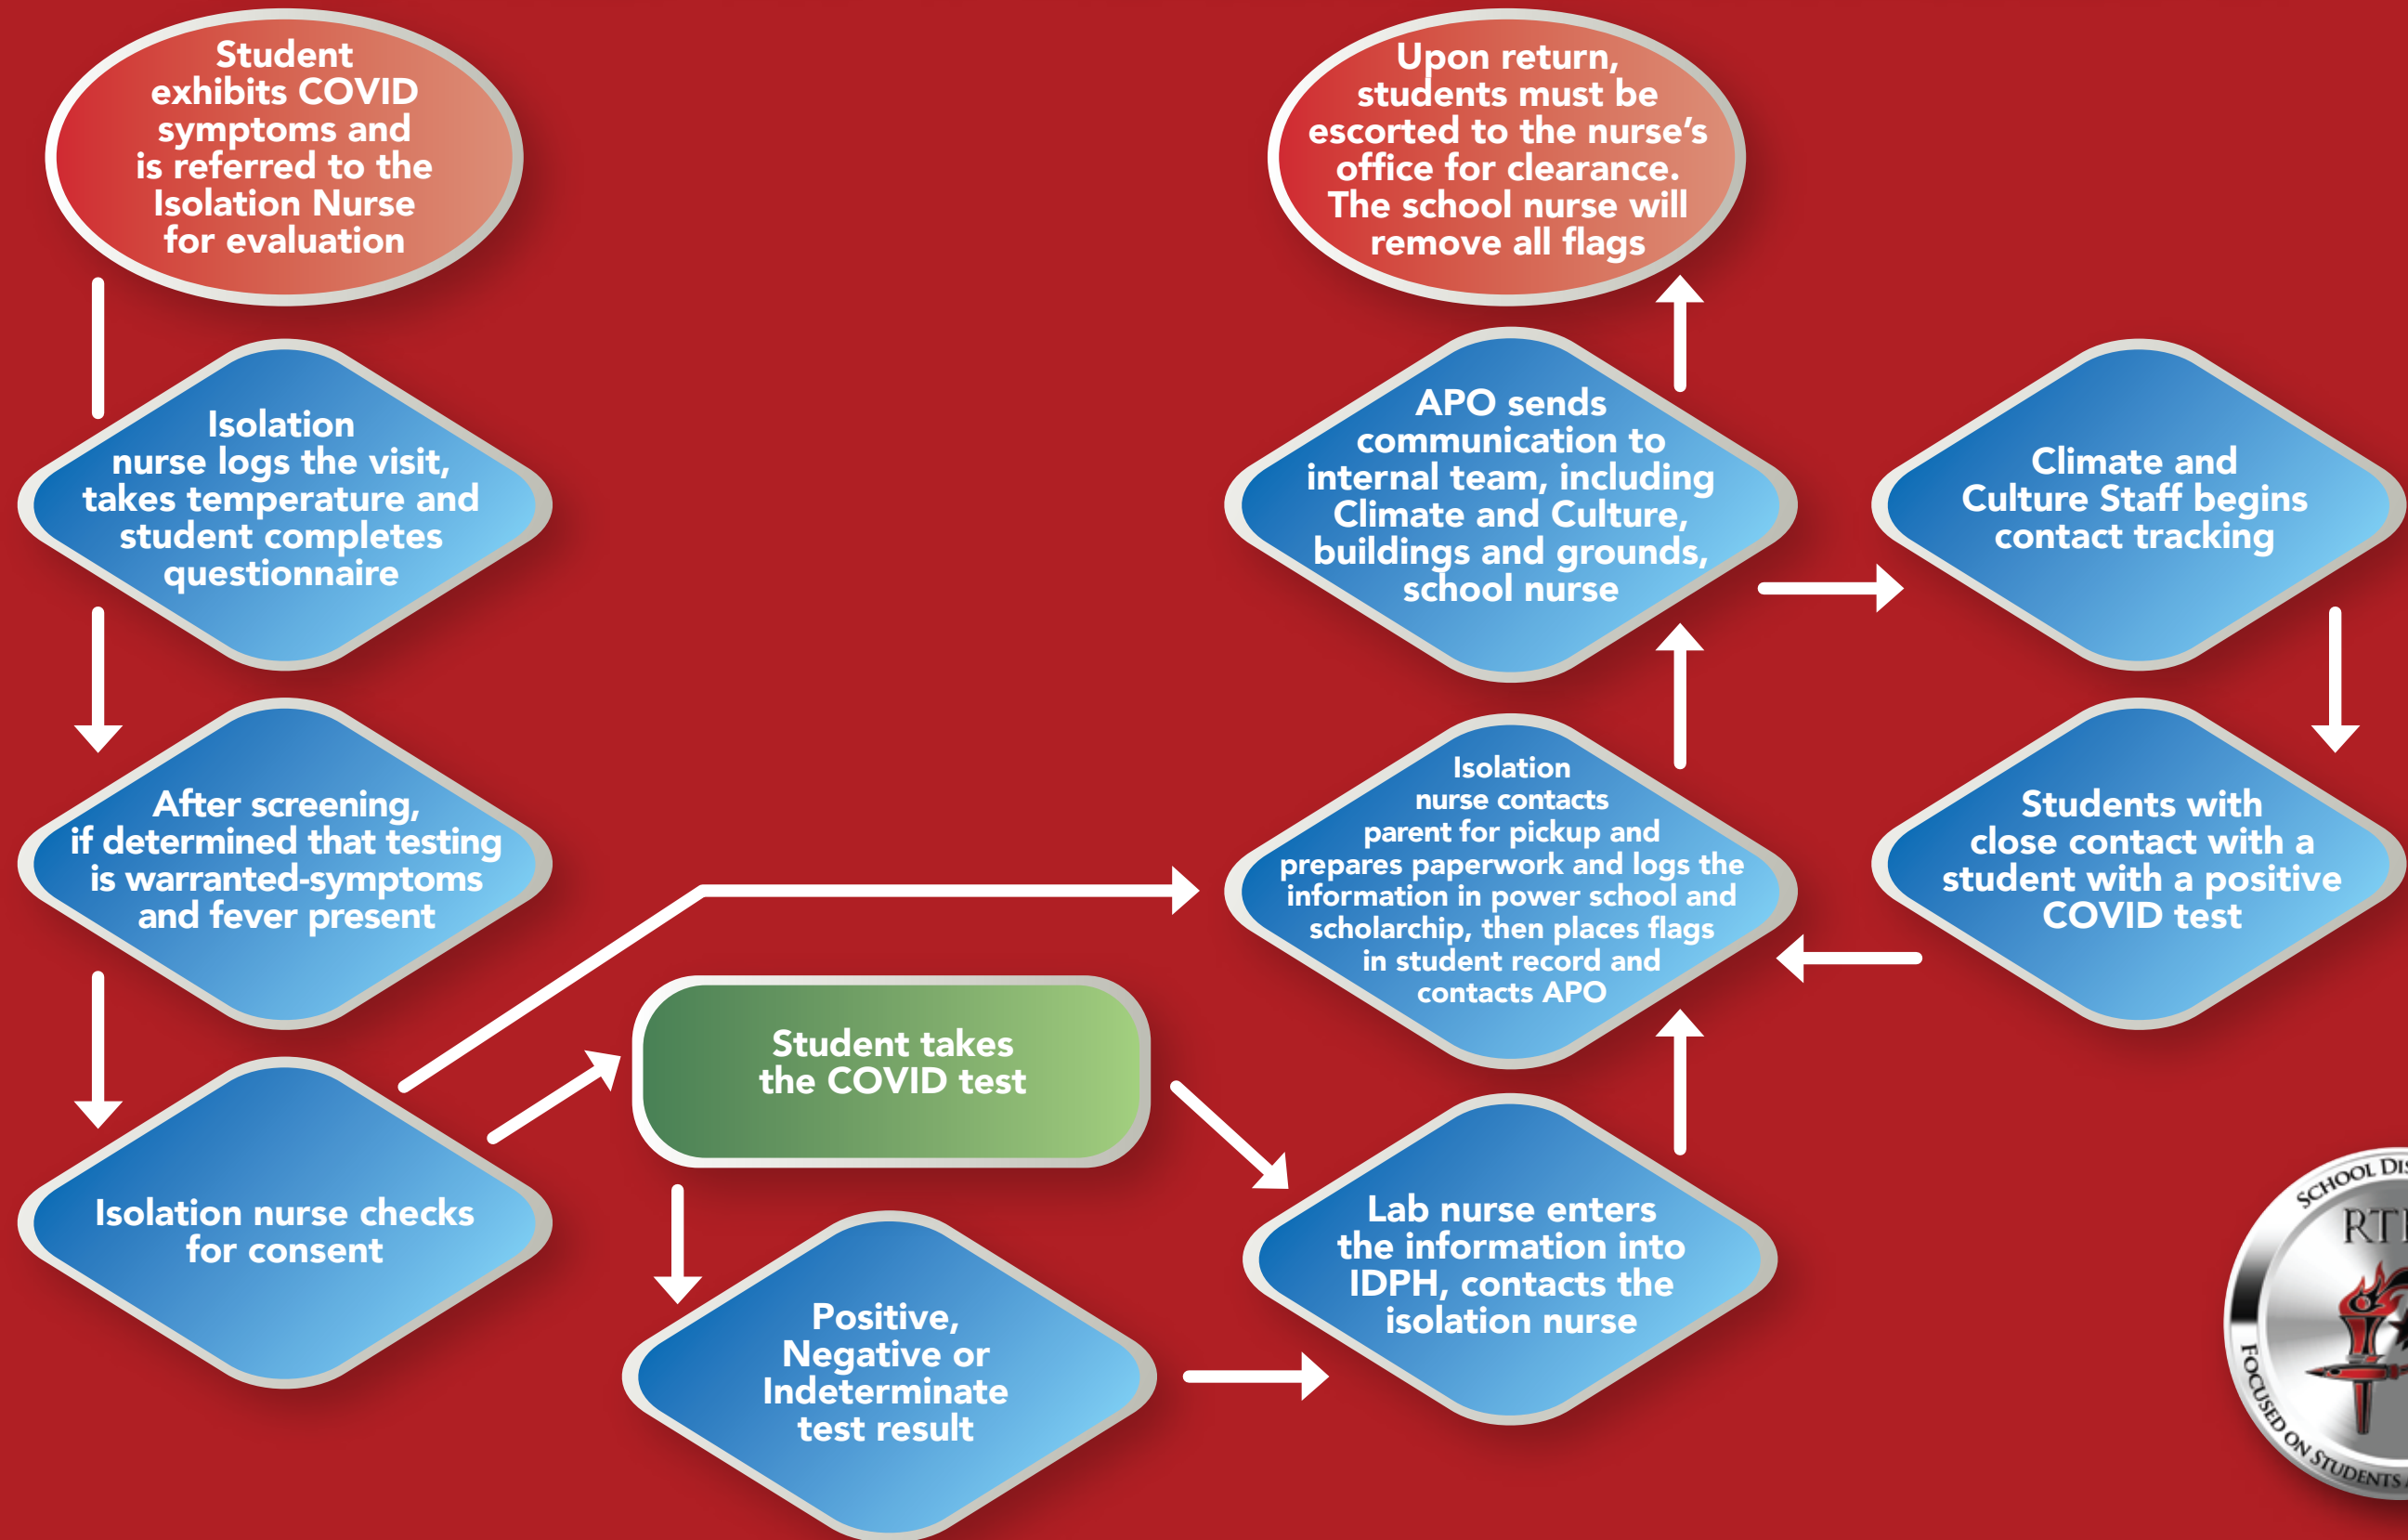 Student
exhibits COVID
symptoms and
is referred to the
Isolation Nurse
for evaluation
Isolation
nurse logs the visit,
takes temperature and
student completes
questionnaire
After screening,
if determined that testing
is warranted-symptoms
and fever present
Isolation nurse checks
for consent
Student takes
the COVID test
Positive,
Negative or
Indeterminate
test result
Lab nurse enters
the information into
IDPH, contacts the
isolation nurse
Isolation
nurse contacts
parent for pickup and
prepares paperwork and logs the
information in power school and
scholarchip, then places flags
in student record and
contacts APO
APO sends
communication to
internal team, including
Climate and Culture,
buildings and grounds,
school nurse
Upon return,
students must be
escorted to the nurse's
office for clearance.
The school nurse will
remove all flags
Climate and
Culture Staff begins
contact tracking
Students with
close contact with a
student with a positive
COVID test
SCHOOL
FOCUSED ON STUDENTS